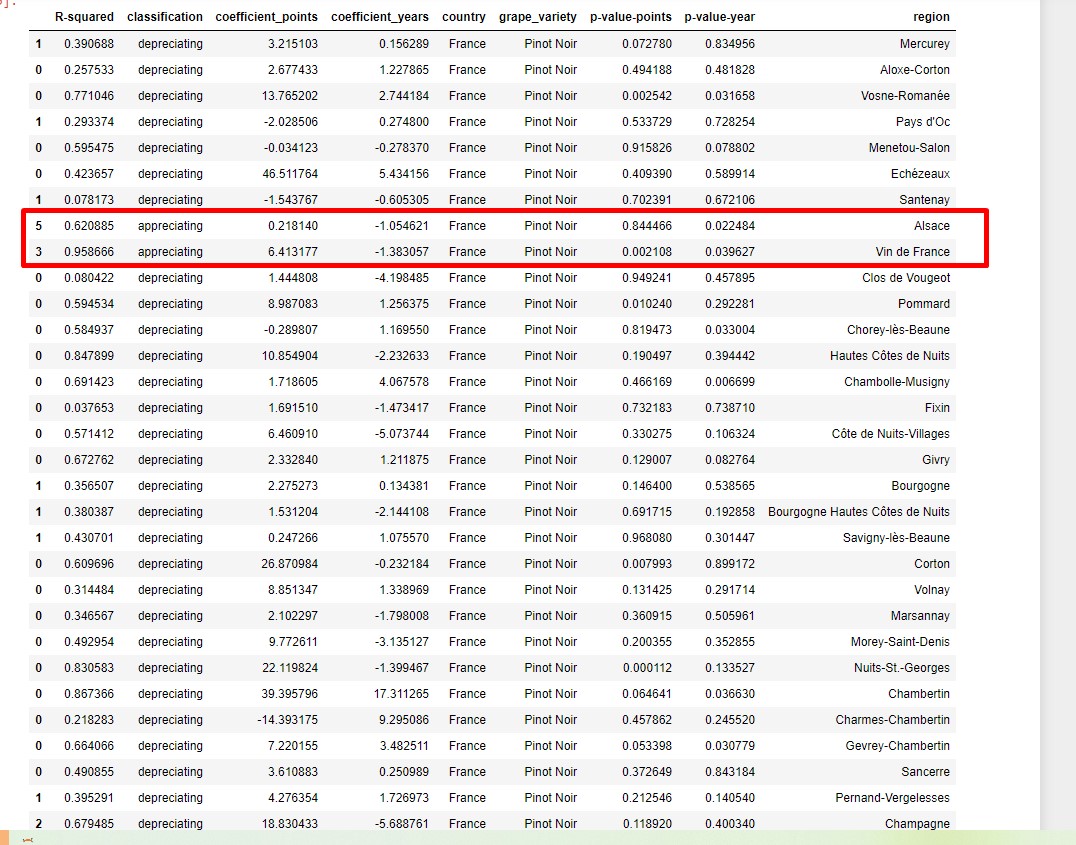 R-squared classification coefficient_points coefficient_years country grape_variety p-value-points p-value-year region
1 0.390688 depreciating 3.215103 0.156289 France Pinot Noir 0.072780 0.834956 Mercurey
0 0.257533 depreciating 2.677433 1.227865 France Pinot Noir 0.494188 0.481828 Aloxe-Corton
0 0.771046 depreciating 13.765202 2.744184 France Pinot Noir 0.002542 0.031658 Vosne-Romanée
1 0.293374 depreciating -2.028506 0.274800 France Pinot Noir 0.533729 0.728254 Pays d'Oc
0 0.595475 depreciating -0.034123 -0.278370 France Pinot Noir 0.915826 0.078802 Menetou-Salon
0 0.423657 depreciating 46.511764 5.434156 France Pinot Noir 0.409390 0.589914 Echézeaux
1 0.078173 depreciating -1.543767 -0.605305 France Pinot Noir 0.702391 0.672106 Santenay
5 0.620885 appreciating 0.218140 -1.054621 France Pinot Noir 0.844466 0.022484 Alsace
3 0.958666 appreciating 6.413177 -1.383057 France Pinot Noir 0.002108 0.039627 Vin de France
0 0.080422 depreciating 1.444808 -4.198485 France Pinot Noir 0.949241 0.457895 Clos de Vougeot
0 0.594534 depreciating 8.987083 1.256375 France Pinot Noir 0.010240 0.292281 Pommard
0 0.584937 depreciating -0.289807 1.169550 France Pinot Noir 0.819473 0.033004 Chorey-lès-Beaune
0 0.847899 depreciating 10.854904 -2.232633 France Pinot Noir 0.190497 0.394442 Hautes Côtes de Nuits
0 0.691423 depreciating 1.718605 4.067578 France Pinot Noir 0.466169 0.006699 Chambolle-Musigny
0 0.037653 depreciating 1.691510 -1.473417 France Pinot Noir 0.732183 0.738710 Fixin
0 0.571412 depreciating 6.460910 -5.073744 France Pinot Noir 0.330275 0.106324 Côte de Nuits-Villages
0 0.672762 depreciating 2.332840 1.211875 France Pinot Noir 0.129007 0.082764 Givry
1 0.356507 depreciating 2.275273 0.134381 France Pinot Noir 0.146400 0.538565 Bourgogne
1 0.380387 depreciating 1.531204 -2.144108 France Pinot Noir 0.691715 0.192858 Bourgogne Hautes Côtes de Nuits
1 0.430701 depreciating 0.247266 1.075570 France Pinot Noir 0.968080 0.301447 Savigny-lès-Beaune
0 0.609696 depreciating 26.870984 -0.232184 France Pinot Noir 0.007993 0.899172 Corton
0 0.314484 depreciating 8.851347 1.338969 France Pinot Noir 0.131425 0.291714 Volnay
0 0.346567 depreciating 2.102297 -1.798008 France Pinot Noir 0.360915 0.505961 Marsannay
0 0.492954 depreciating 9.772611 -3.135127 France Pinot Noir 0.200355 0.352855 Morey-Saint-Denis
0 0.830583 depreciating 22.119824 -1.399467 France Pinot Noir 0.000112 0.133527 Nuits-St.-Georges
0 0.867366 depreciating 39.395796 17.311265 France Pinot Noir 0.064641 0.036630 Chambertin
0 0.218283 depreciating -14.393175 9.295086 France Pinot Noir 0.457862 0.245520 Charmes-Chambertin
0 0.664066 depreciating 7.220155 3.482511 France Pinot Noir 0.053398 0.030779 Gevrey-Chambertin
0 0.490855 depreciating 3.610883 0.250989 France Pinot Noir 0.372649 0.843184 Sancerre
1 0.395291 depreciating 4.276354 1.726973 France Pinot Noir 0.212546 0.140540 Pernand-Vergelesses
2 0.679485 depreciating 18.830433 -5.688761 France Pinot Noir 0.118920 0.400340 Champagne